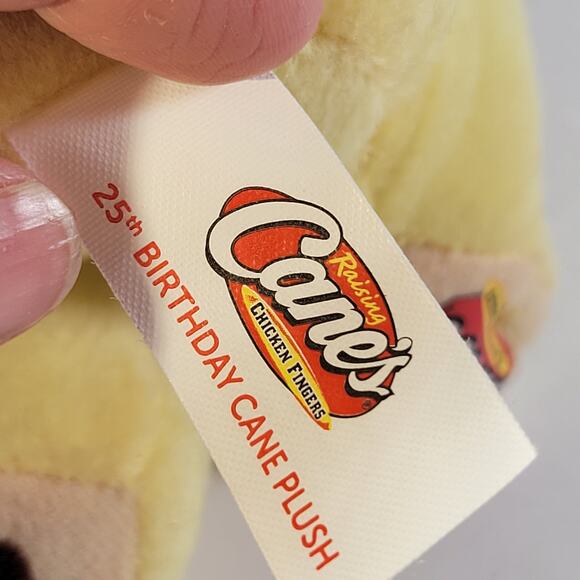 Raising
Cane's
CHICKEN FINGERS
®
25th BIRTHDAY CANE PLUSH